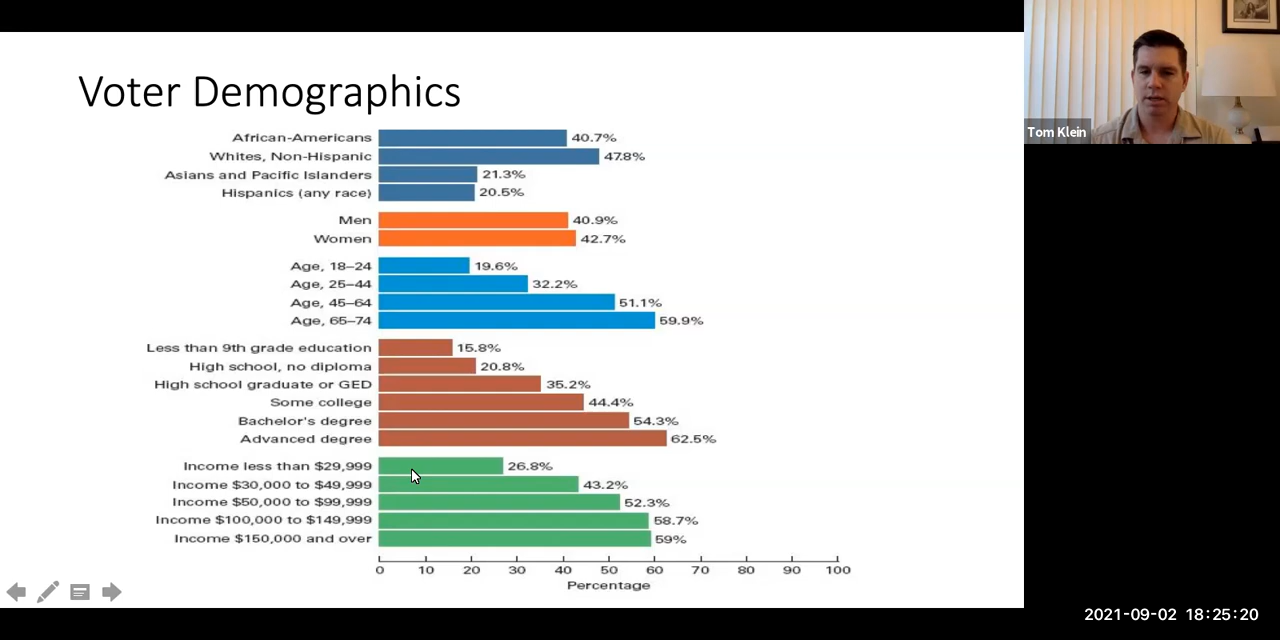 Voter Demographics
African-Americans 40.7%
Whites, Non-Hispanic 47.8%
Asians and Pacific Islanders 21.3%
Hispanics (any race) 20.5%
Men 40.9%
Women 42.7%
Age, 18–24 19.6%
Age, 25–44 32.2%
Age, 45–64 51.1%
Age, 65–74 59.9%
Less than 9th grade education 15.8%
High school, no diploma 20.8%
High school graduate or GED 35.2%
Some college 44.4%
Bachelor's degree 54.3%
Advanced degree 62.5%
Income less than $29,999 26.8%
Income $30,000 to $49,999 43.2%
Income $50,000 to $99,999 52.3%
Income $100,000 to $149,999 58.7%
Income $150,000 and over 59%
0 10 20 30 40 50 60 70 80 90 100
Percentage
Tom Klein
2021-09-02 18:25:20